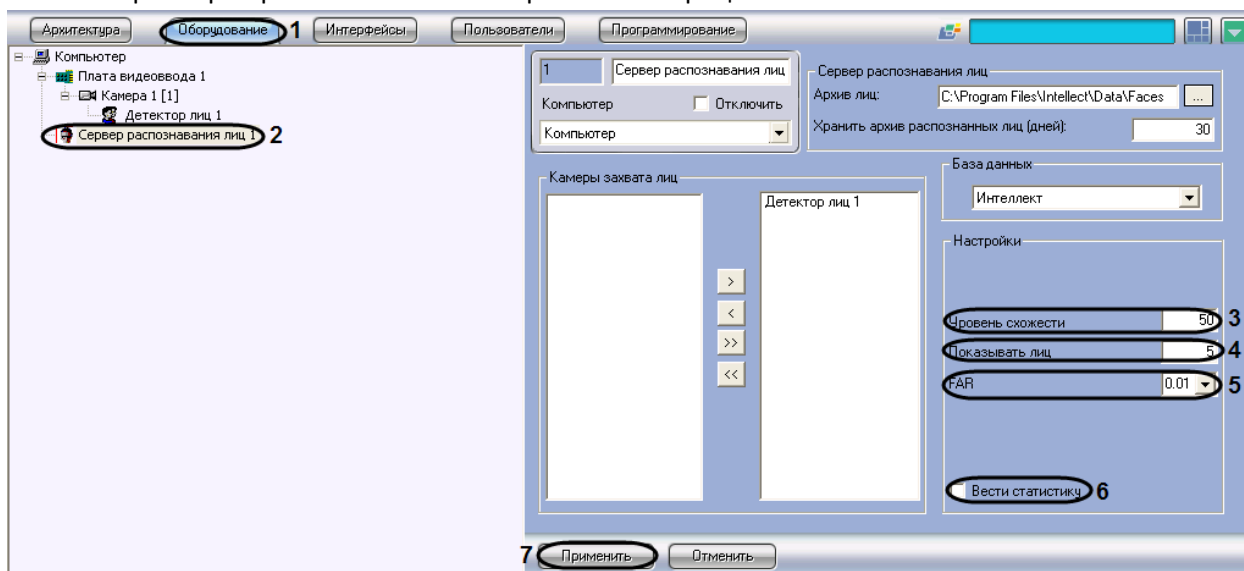 Архитектура Оборудование 1 Интерфейсы Пользователи Программирование
Компьютер
Плата видеоввода 1
Камера 1 [1]
Детектор лиц 1
Сервер распознавания лиц 1 2
1 Сервер распознавания лиц
Компьютер Отключить
Компьютер
Сервер распознавания лиц
Архив лиц: C:\Program Files\Intellect\Data\Faces ...
Хранить архив распознанных лиц (дней): 30
База данных
Интеллект
Камеры захвата лиц
Детектор лиц 1
>
<
>>
<<
Настройки
Уровень схожести 50 3
Показывать лиц 5 4
FAR 0.01 5
Вести статистику 6
7 Применить Отменить